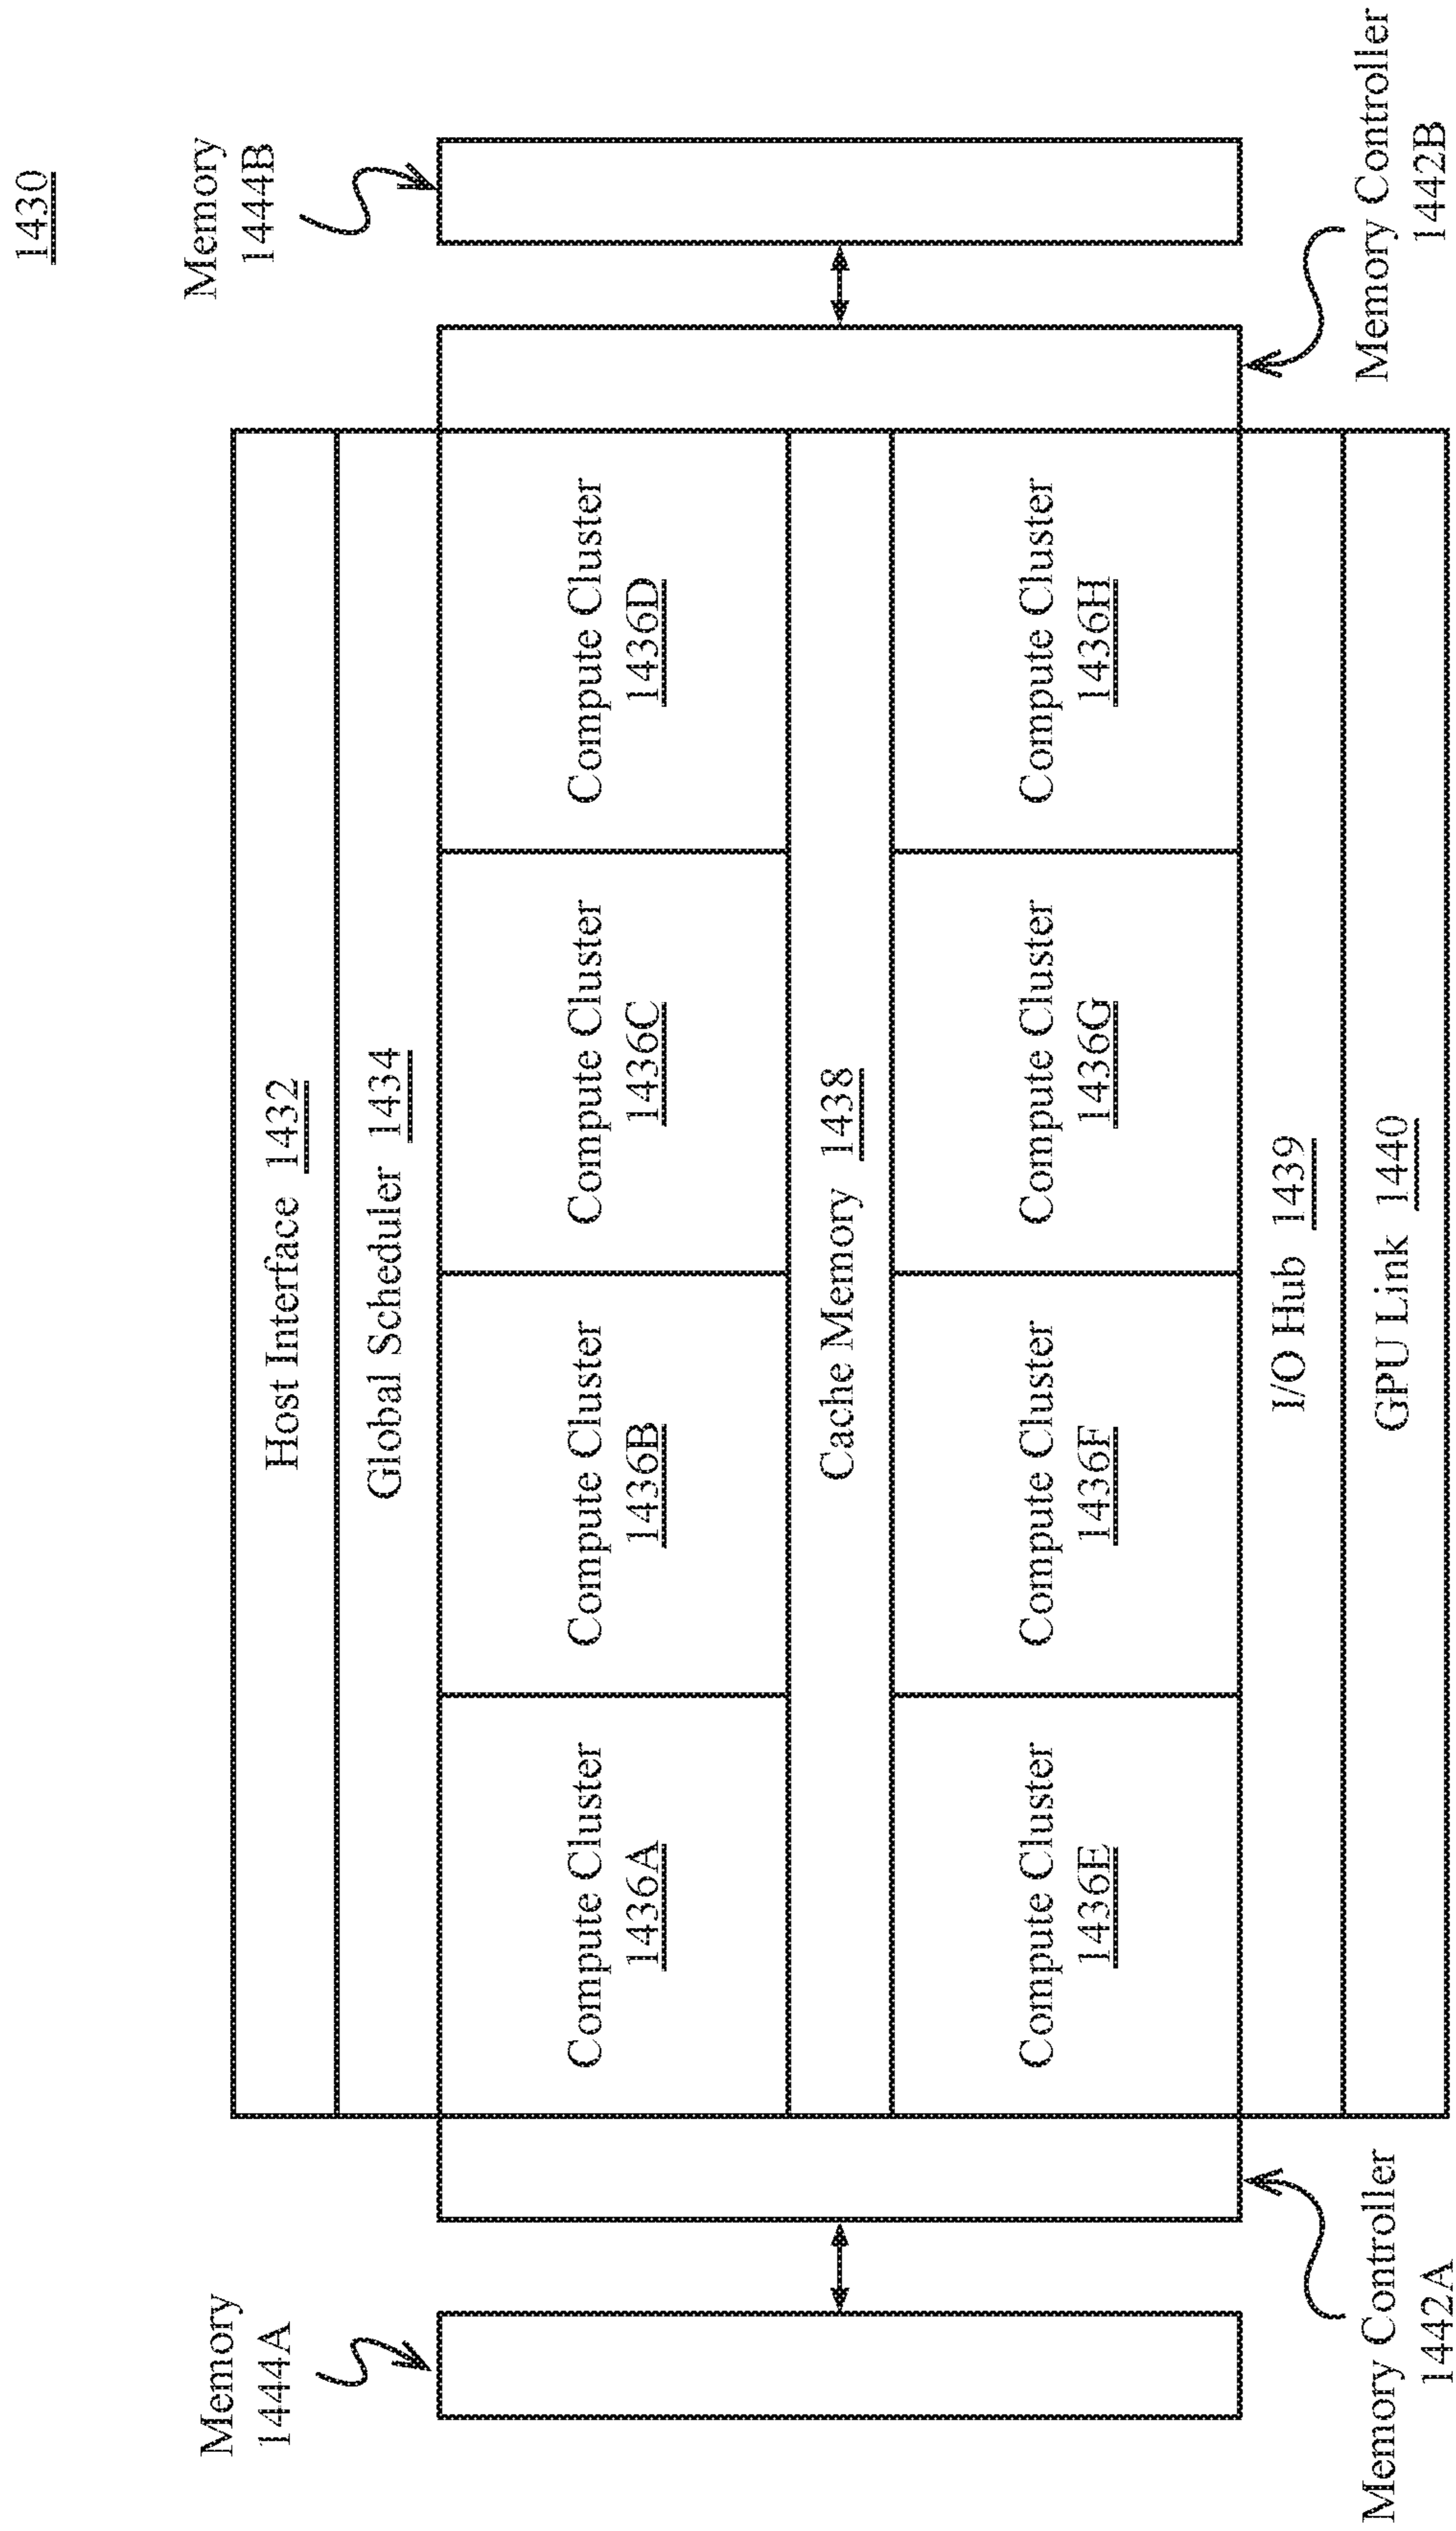 1430
Memory
1444A
Memory
1444B
Host Interface 1432
Global Scheduler 1434
Compute Cluster
1436A
Compute Cluster
1436B
Compute Cluster
1436C
Compute Cluster
1436D
Cache Memory 1438
Compute Cluster
1436E
Compute Cluster
1436F
Compute Cluster
1436G
Compute Cluster
1436H
I/O Hub 1439
GPU Link 1440
Memory Controller
1442A
Memory Controller
1442B